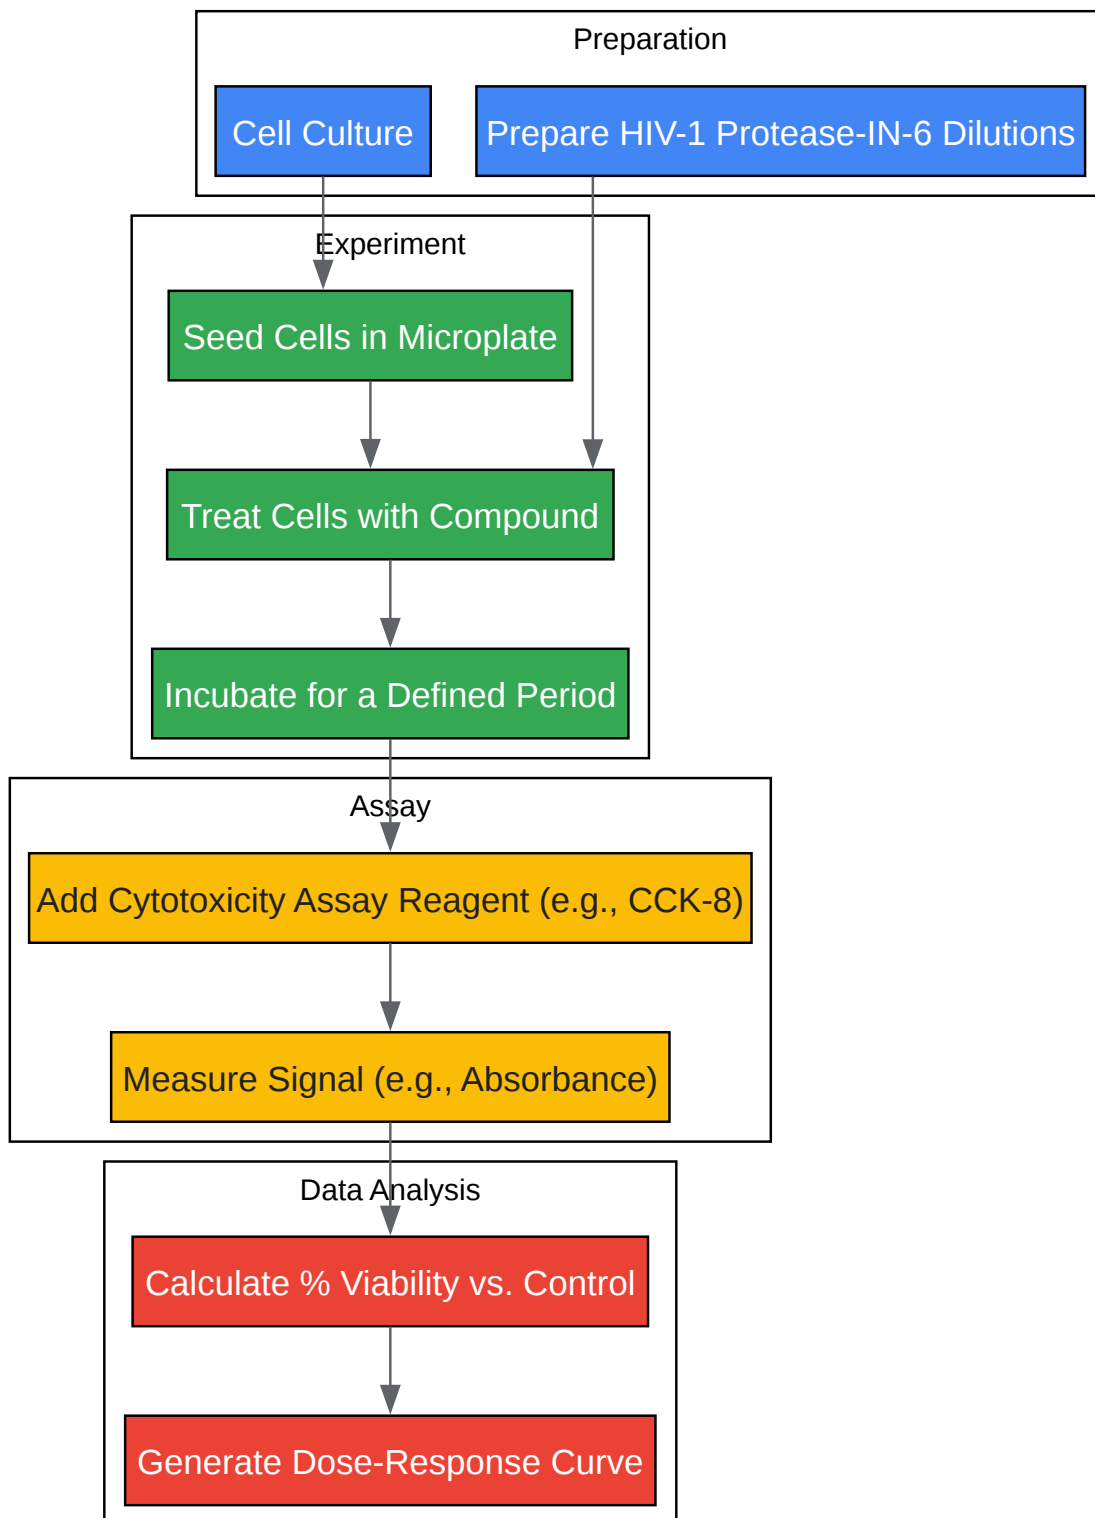 Preparation
Cell Culture
Prepare HIV-1 Protease-IN-6 Dilutions
Experiment
Seed Cells in Microplate
Treat Cells with Compound
Incubate for a Defined Period
Assay
Add Cytotoxicity Assay Reagent (e.g., CCK-8)
Measure Signal (e.g., Absorbance)
Data Analysis
Calculate % Viability vs. Control
Generate Dose-Response Curve